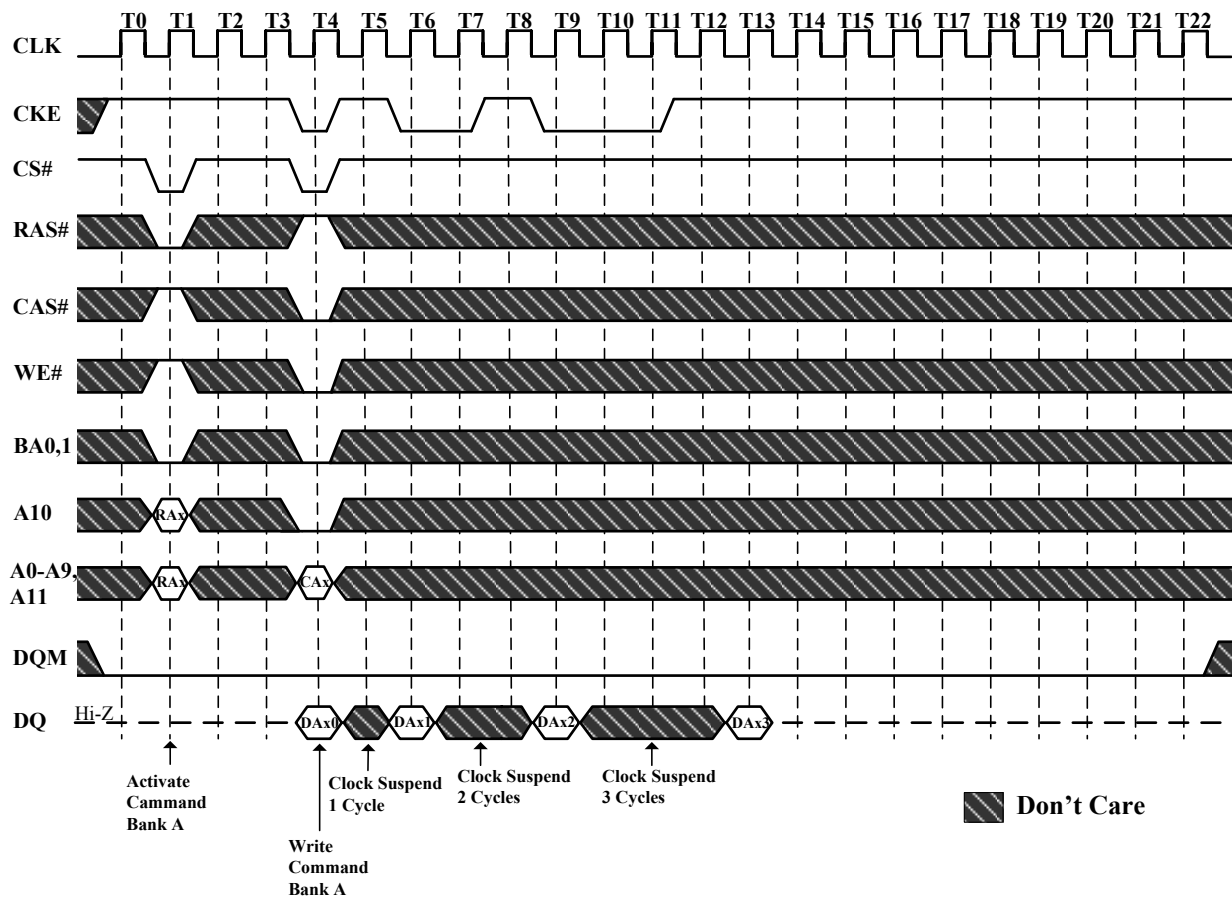 T0 T1 T2 T3 T4 T5 T6 T7 T8 T9 T10 T11 T12 T13 T14 T15 T16 T17 T18 T19 T20 T21 T22
CLK
CKE
CS#
RAS#
CAS#
WE#
BA0,1
A10
RAx
A0-A9,
A11
RAx
CAx
DQM
DQ
Hi-Z
DAx0
DAx1
DAx2
DAx3
Activate
Cammand
Bank A
Write
Command
Bank A
Clock Suspend
1 Cycle
Clock Suspend
2 Cycles
Clock Suspend
3 Cycles
Don't Care